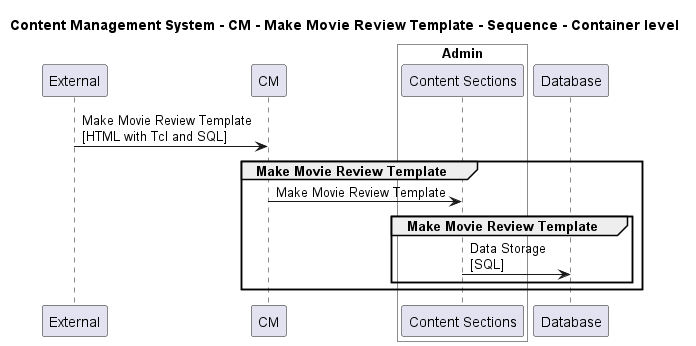 Content Management System - CM - Make Movie Review Template - Sequence - Container level
Admin
External
CM
Content Sections
Database
Make Movie Review Template
[HTML with Tcl and SQL]
Make Movie Review Template
Make Movie Review Template
Make Movie Review Template
Data Storage
[SQL]
External
CM
Content Sections
Database